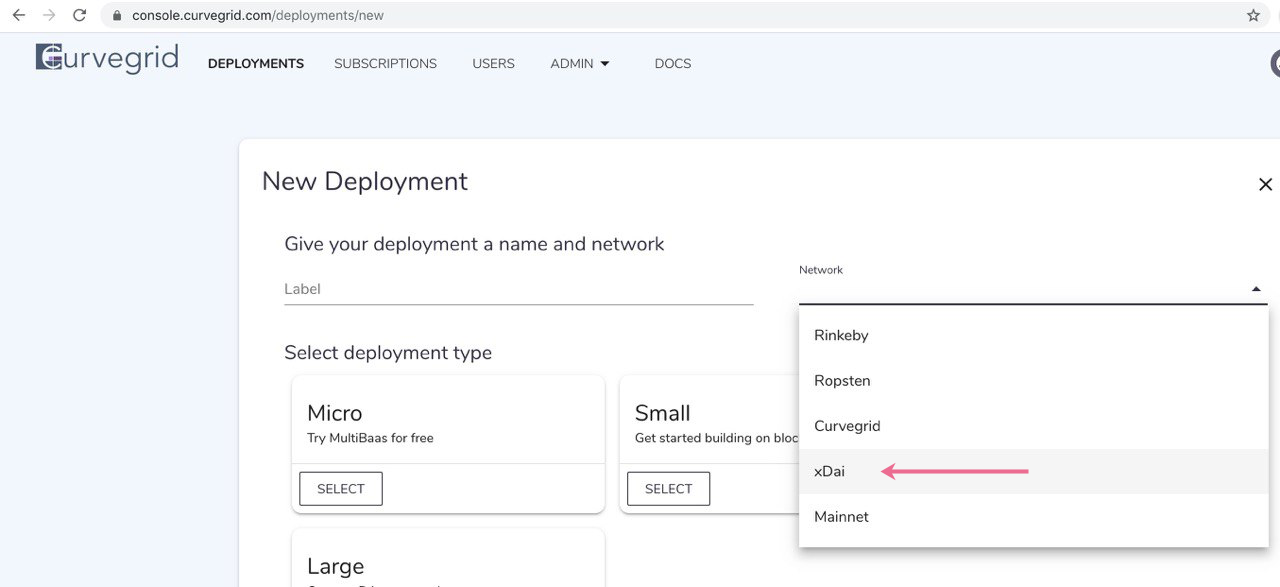 console.curvegrid.com/deployments/new
Curvegrid
DEPLOYMENTS SUBSCRIPTIONS USERS ADMIN DOCS
New Deployment
Give your deployment a name and network
Network
Label
Rinkeby
Ropsten
Curvegrid
xDai
Mainnet
Select deployment type
Micro
Try MultiBaas for free
SELECT
Small
Get started building on bloc
SELECT
Large